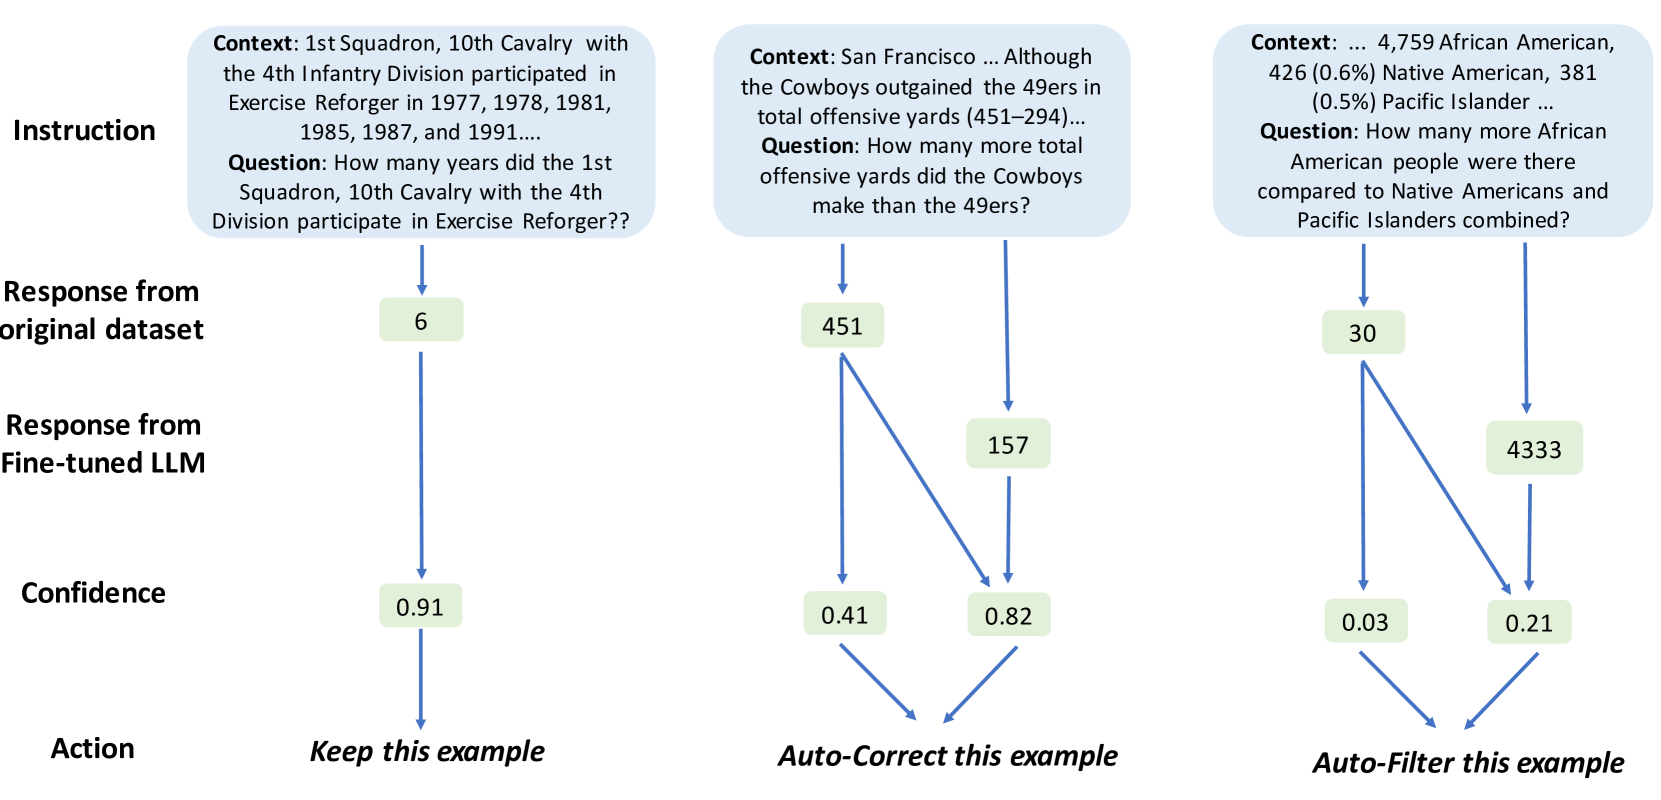 Instruction
Context: 1st Squadron, 10th Cavalry with
the 4th Infantry Division participated in
Exercise Reforger in 1977, 1978, 1981,
1985, 1987, and 1991....
Question: How many years did the 1st
Squadron, 10th Cavalry with the 4th
Division participate in Exercise Reforger??
Context: San Francisco ... Although
the Cowboys outgained the 49ers in
total offensive yards (451–294)...
Question: How many more total
offensive yards did the Cowboys
make than the 49ers?
Context: ... 4,759 African American,
426 (0.6%) Native American, 381
(0.5%) Pacific Islander ...
Question: How many more African
American people were there
compared to Native Americans and
Pacific Islanders combined?
Response from
original dataset
6
451
30
Response from
Fine-tuned LLM
157
4333
Confidence
0.91
0.41
0.82
0.03
0.21
Action
Keep this example
Auto-Correct this example
Auto-Filter this example